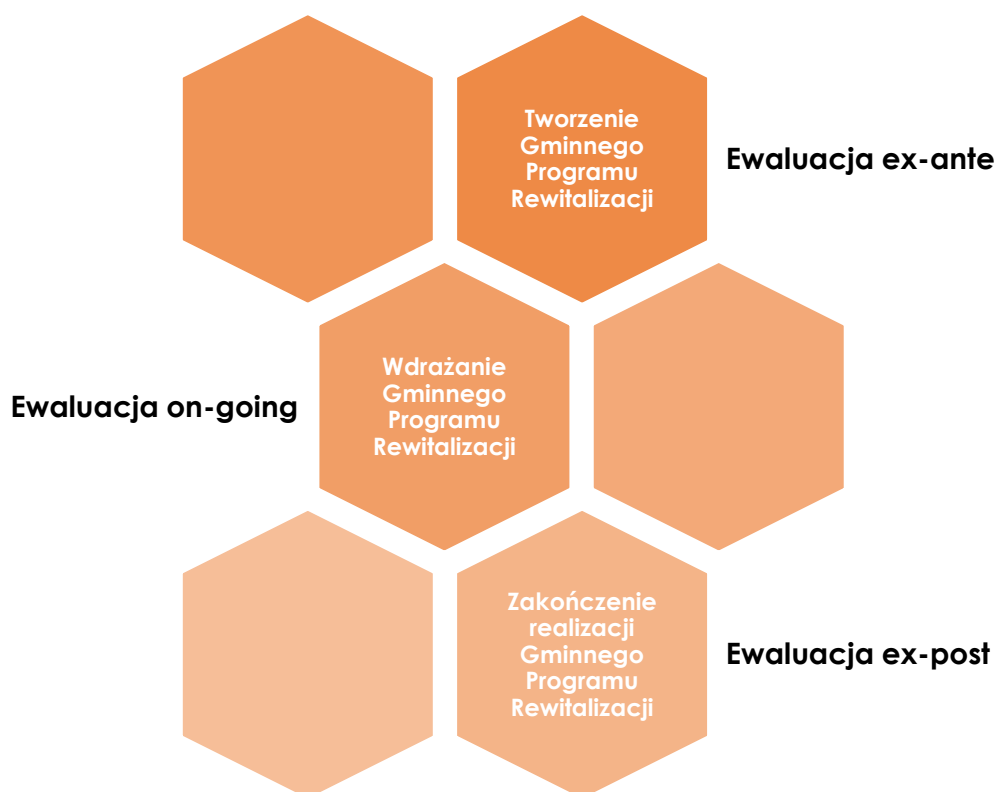 Tworzenie
Gminnego
Programu
Rewitalizacji
Ewaluacja ex-ante
Ewaluacja on-going
Wdrażanie
Gminnego
Programu
Rewitalizacji
Zakończenie
realizacji
Gminnego
Programu
Rewitalizacji
Ewaluacja ex-post